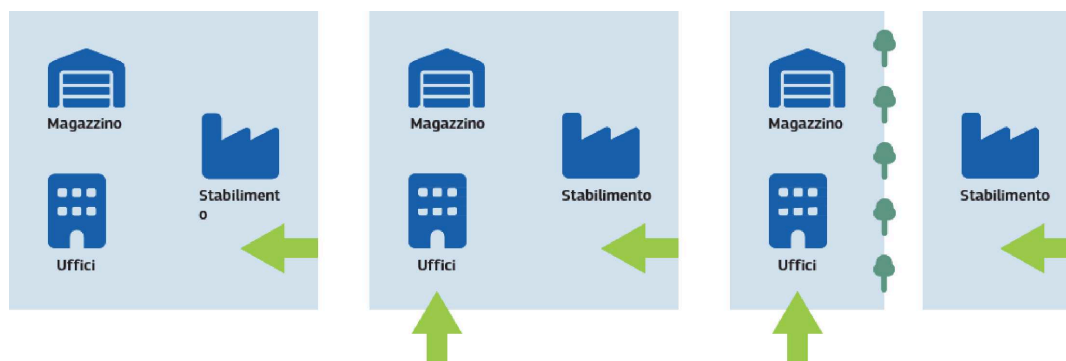 Magazzino
Stabiliment
o
Uffici
Magazzino
Stabilimento
Uffici
Magazzino
Uffici
Stabilimento